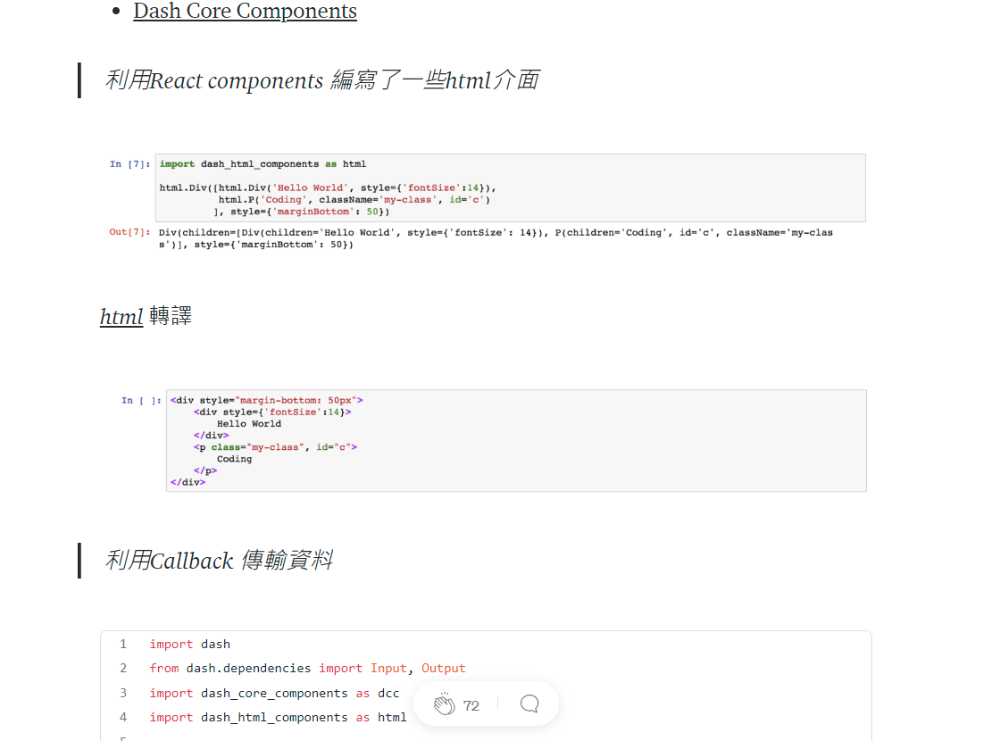 Dash Core Components
利用React components 編寫了一些html介面
In [7]: import dash_html_components as html
html.Div([html.Div('Hello World', style={'fontSize':14}),
html.P('Coding', className='my-class', id='c')
], style={'marginBottom': 50})
Out[7]: Div(children=[Div(children='Hello World', style={'fontSize': 14}), P(children='Coding', id='c', className='my-clas
s')], style={'marginBottom': 50})
html 轉譯
In [ ]: <div style="margin-bottom: 50px">
<div style={'fontSize':14}>
Hello World
</div>
<p class="my-class", id="c">
Coding
</p>
</div>
利用Callback 傳輸資料
1 import dash
2 from dash.dependencies import Input, Output
3 import dash_core_components as dcc
4 import dash_html_components as html
72